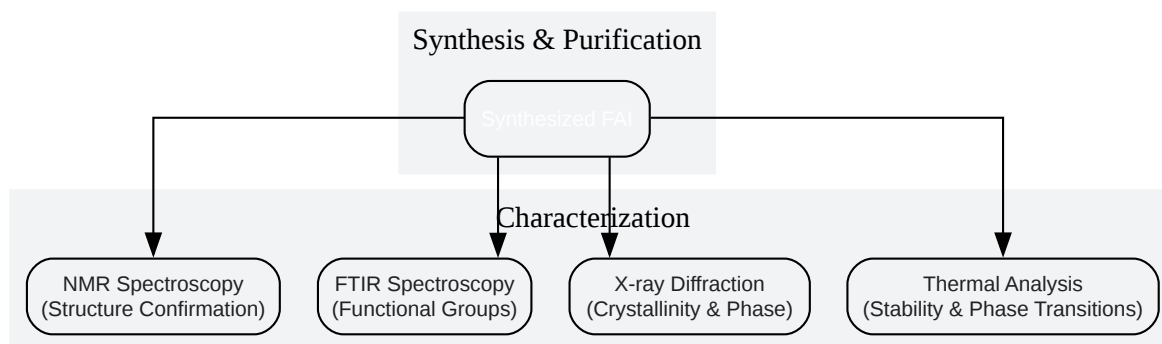 Synthesis & Purification
Synthesized FAI
Characterization
NMR Spectroscopy
(Structure Confirmation)
FTIR Spectroscopy
(Functional Groups)
X-ray Diffraction
(Crystallinity & Phase)
Thermal Analysis
(Stability & Phase Transitions)